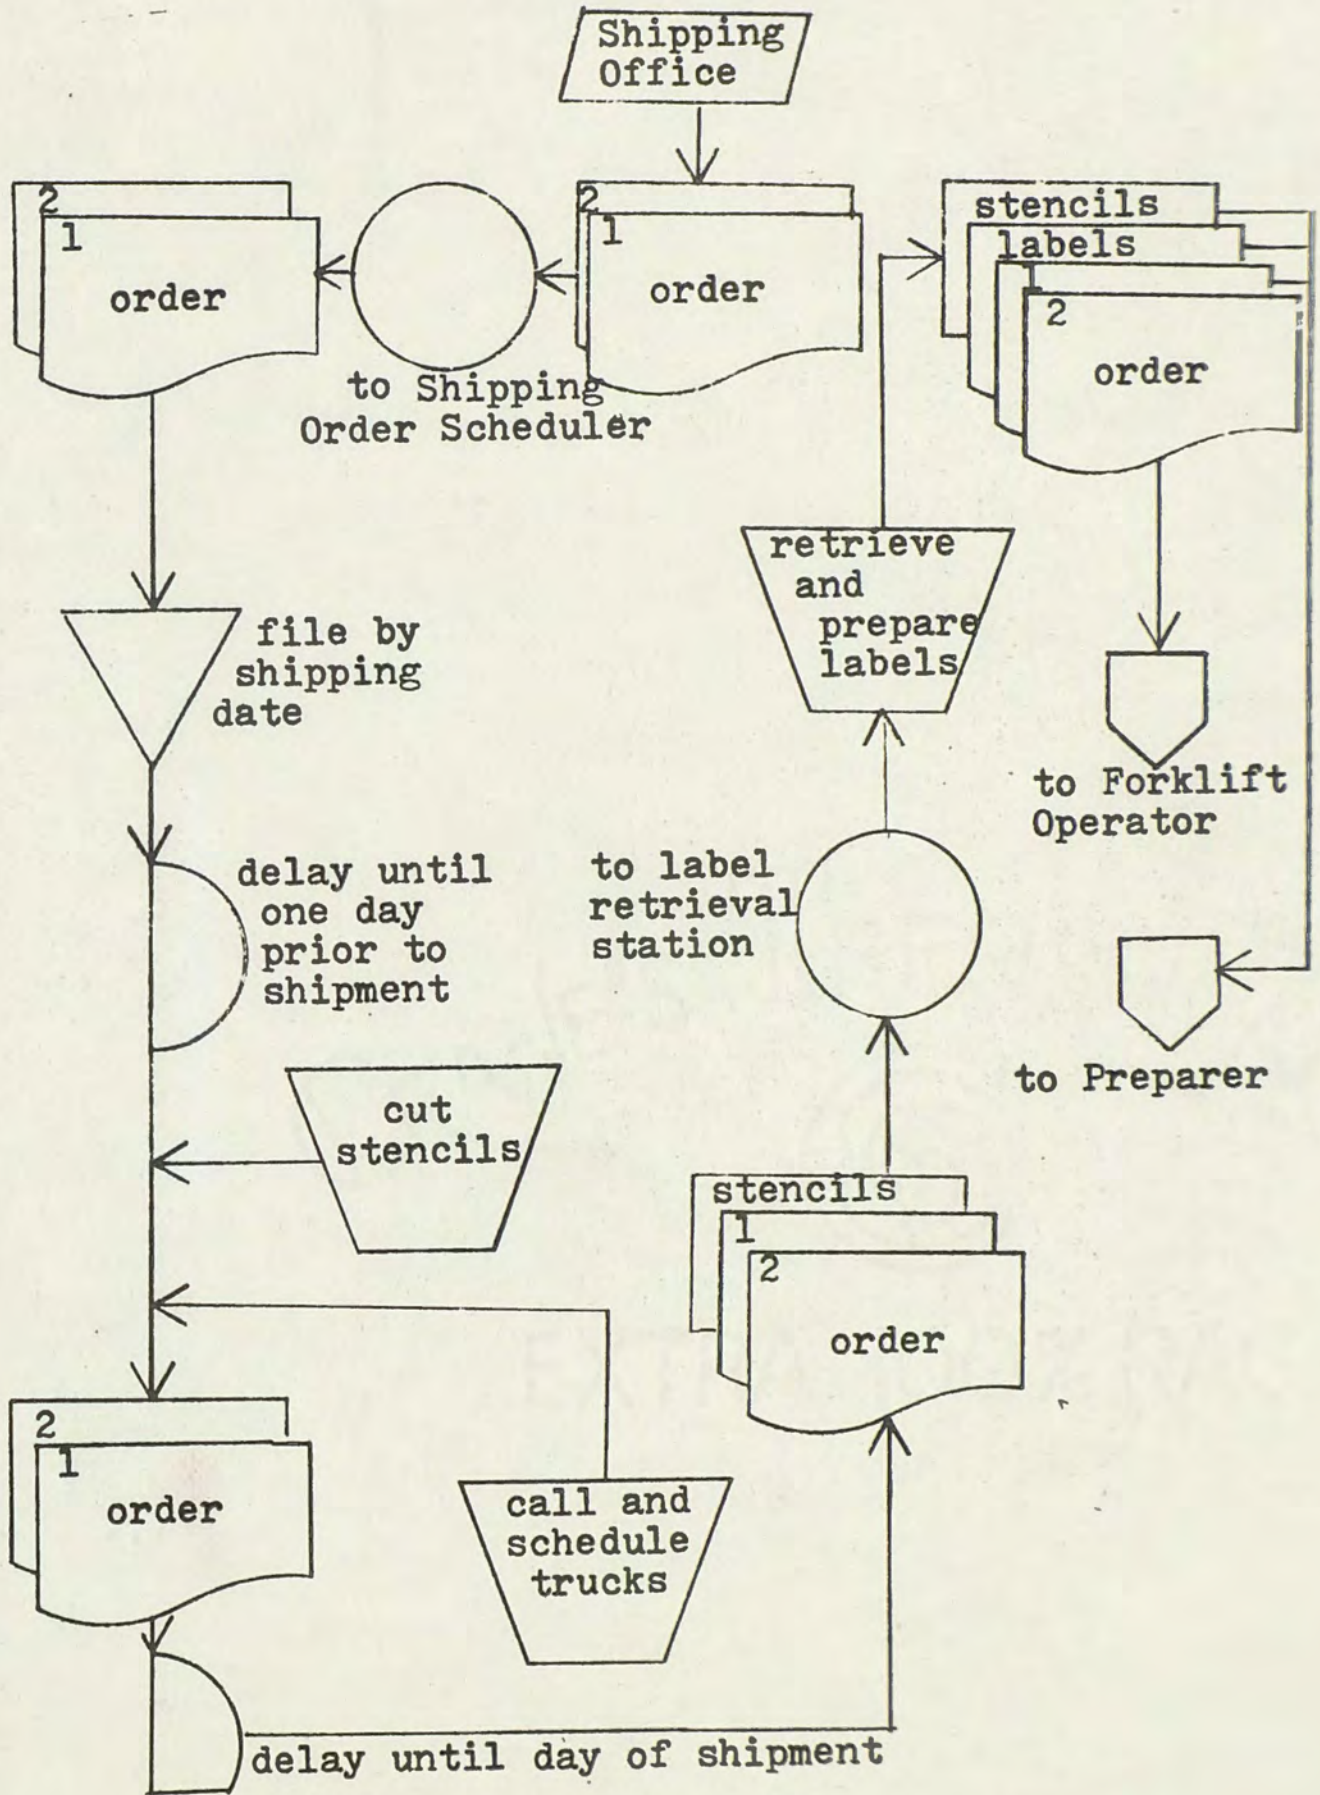 Shipping
Office
2
1
order
2
1
order
to Shipping
Order Scheduler
file by
shipping
date
delay until
one day
prior to
shipment
cut
stencils
call and
schedule
trucks
2
1
order
delay until day of shipment
stencils
1
2
order
to label
retrieval
station
retrieve
and
prepare
labels
stencils
labels
1
2
order
to Forklift
Operator
to Preparer